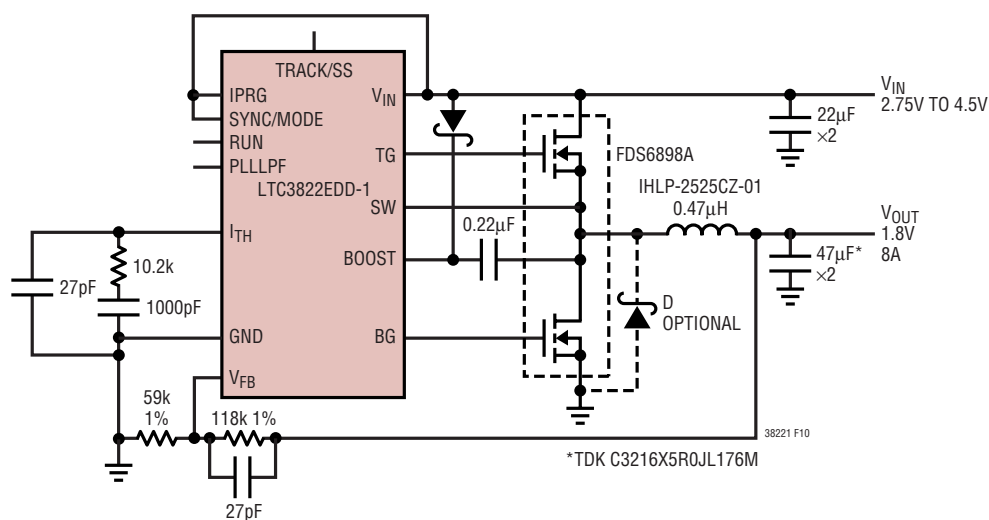 TRACK/SS
IPRG
SYNC/MODE
RUN
PLLLPF
LTC3822EDD-1
ITH
GND
VFB
VIN
TG
SW
BOOST
BG
VIN
2.75V TO 4.5V
22µF
×2
FDS6898A
IHLP-2525CZ-01
0.47µH
VOUT
1.8V
8A
47µF*
×2
0.22µF
D
OPTIONAL
27pF
10.2k
1000pF
59k
1%
118k 1%
27pF
38221 F10
*TDK C3216X5R0JL176M